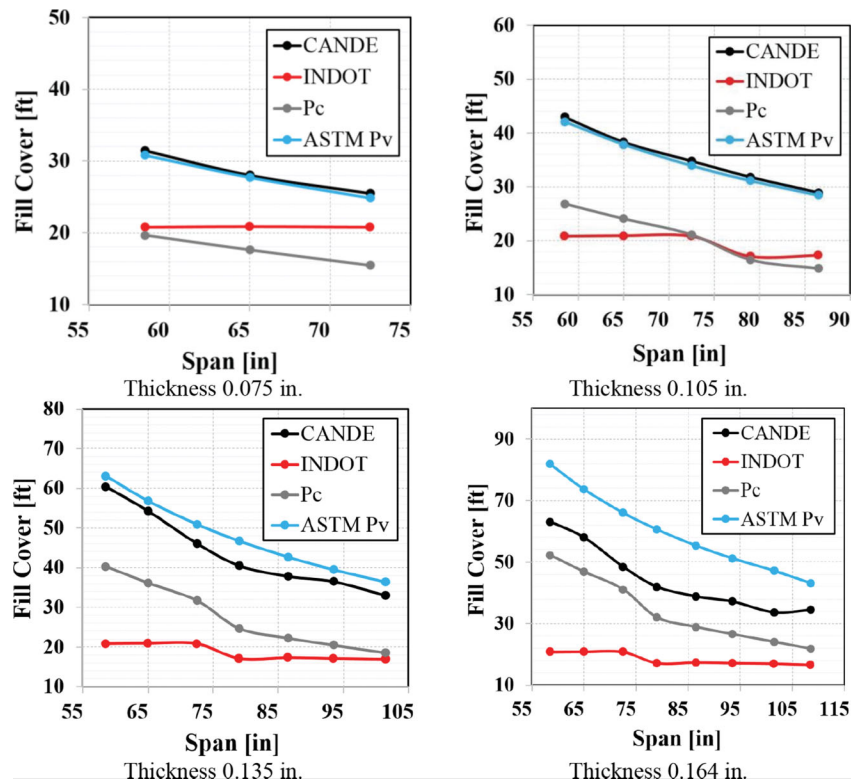 50
40
30
20
10
Fill Cover [ft]
CANDE
INDOT
Pc
ASTM Pv
55 60 65 70 75
Span [in]
Thickness 0.075 in.
60
50
40
30
20
10
Fill Cover [ft]
CANDE
INDOT
Pc
ASTM Pv
55 60 65 70 75 80 85 90
Span [in]
Thickness 0.105 in.
80
70
60
50
40
30
20
10
Fill Cover [ft]
CANDE
INDOT
Pc
ASTM Pv
55 65 75 85 95 105
Span [in]
Thickness 0.135 in.
90
70
50
30
10
Fill Cover [ft]
CANDE
INDOT
Pc
ASTM Pv
55 65 75 85 95 105 115
Span [in]
Thickness 0.164 in.